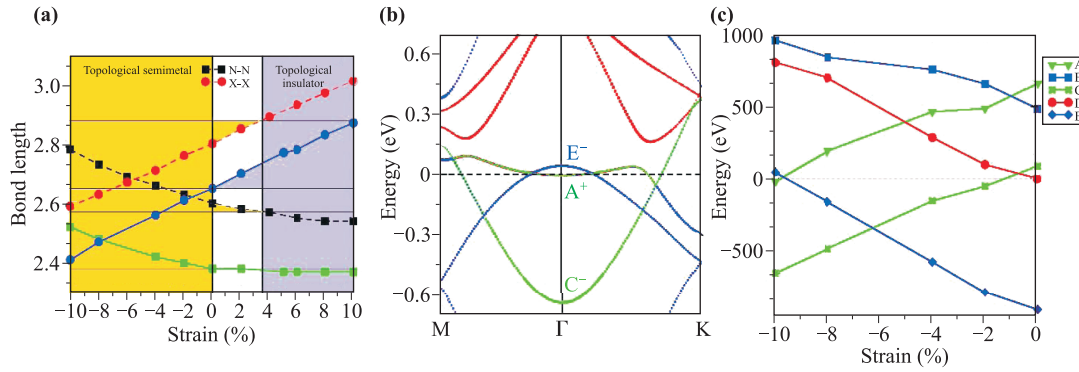 (a)
(b)
(c)
Topological semimetal
Topological
insulator
N-N
X-X
3.0
2.8
2.6
2.4
Bond length
−10 −8 −6 −4 −2 0 2 4 6 8 10
Strain (%)
0.6
0.3
0
−0.3
−0.6
Energy (eV)
E−
A+
C−
M Γ K
1000
500
0
−500
Energy (eV)
−10 −8 −6 −4 −2 0
Strain (%)